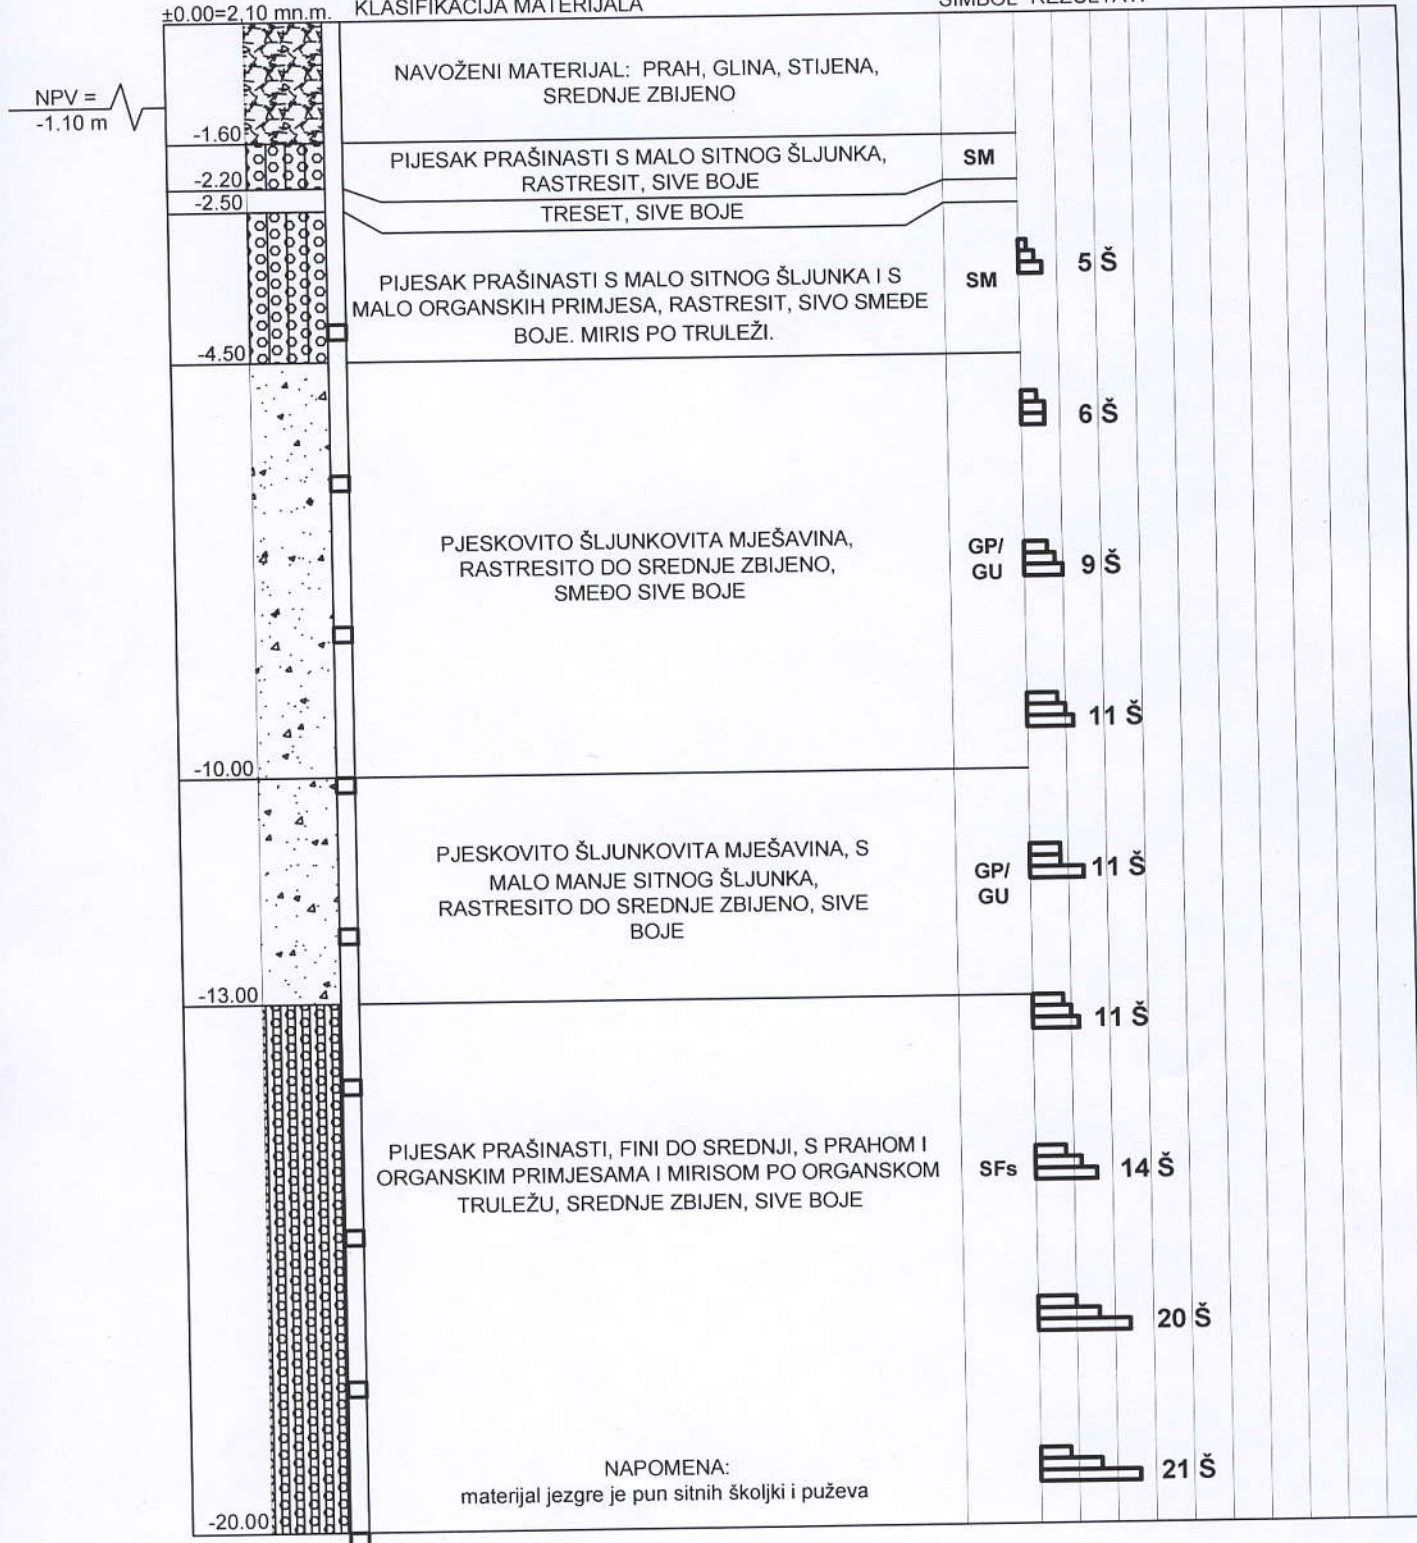 ±0.00=2,10 mn.m.
KLASIFIKACIJA MATERIJALA
SIMBOL REZULTATI
NAVOŽENI MATERIJAL: PRAH, GLINA, STIJENA,
SREDNJE ZBIJENO
NPV =
-1.10 m
-1.60
PIJESAK PRAŠINASTI S MALO SITNOG ŠLJUNKA,
RASTRESIT, SIVE BOJE
SM
-2.20
-2.50
TRESET, SIVE BOJE
PIJESAK PRAŠINASTI S MALO SITNOG ŠLJUNKA I S
MALO ORGANSKIH PRIMJESA, RASTRESIT, SIVO SMEĐE
BOJE. MIRIS PO TRULEŽI.
SM
5 Š
-4.50
6 Š
PJESKOVITO ŠLJUNKOVITA MJEŠAVINA,
RASTRESITO DO SREDNJE ZBIJENO,
SMEĐO SIVE BOJE
GP/
GU
9 Š
11 Š
-10.00
PJESKOVITO ŠLJUNKOVITA MJEŠAVINA, S
MALO MANJE SITNOG ŠLJUNKA,
RASTRESITO DO SREDNJE ZBIJENO, SIVE
BOJE
GP/
GU
11 Š
-13.00
11 Š
PIJESAK PRAŠINASTI, FINI DO SREDNJI, S PRAHOM I
ORGANSKIM PRIMJESAMA I MIRISOM PO ORGANSKOM
TRULEŽU, SREDNJE ZBIJEN, SIVE BOJE
SFs
14 Š
20 Š
21 Š
NAPOMENA:
materijal jezgre je pun sitnih školjki i puževa
-20.00